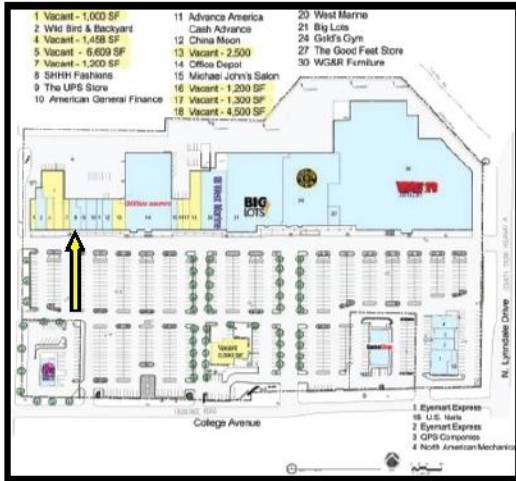 1 Vacant - 1,000 SF
2 Wild Bird & Backyard
4 Vacant - 1,458 SF
5 Vacant - 6,609 SF
7 Vacant - 1,200 SF
8 SHHH Fashions
9 The UPS Store
10 American General Finance
11 Advance America
Cash Advance
12 China Moon
13 Vacant - 2,500
14 Office Depot
15 Michael John's Salon
16 Vacant - 1,200 SF
17 Vacant - 1,300 SF
18 Vacant - 4,500 SF
20 West Marine
21 Big Lots
24 Gold's Gym
27 The Good Feet Store
30 WG&R Furniture
West Marine
BIG
LOTS
Vacant
N. Lynndale Drive
College Avenue
1 Eyemart Express
1B U.S. Nails
2 Eyemart Express
3 QPS Companies
4 North American Mechanica